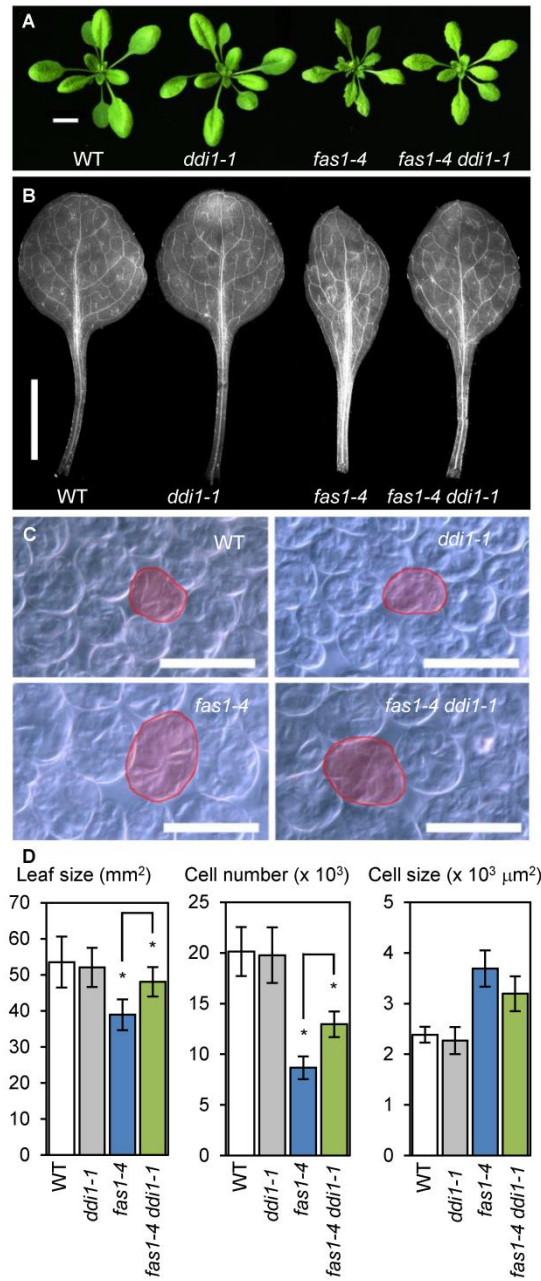 A
WT ddi1-1 fas1-4 fas1-4 ddi1-1
B
WT ddi1-1 fas1-4 fas1-4 ddi1-1
C
WT ddi1-1
fas1-4 fas1-4 ddi1-1
D
Leaf size (mm²) Cell number (x 10³) Cell size (x 10³ μm²)
70 25 5
60 20 4
50 15 3
40 10 2
30 5 1
20 0 0
10
0
* * * *
WT ddi1-1 fas1-4 fas1-4 ddi1-1
WT ddi1-1 fas1-4 fas1-4 ddi1-1
WT ddi1-1 fas1-4 fas1-4 ddi1-1